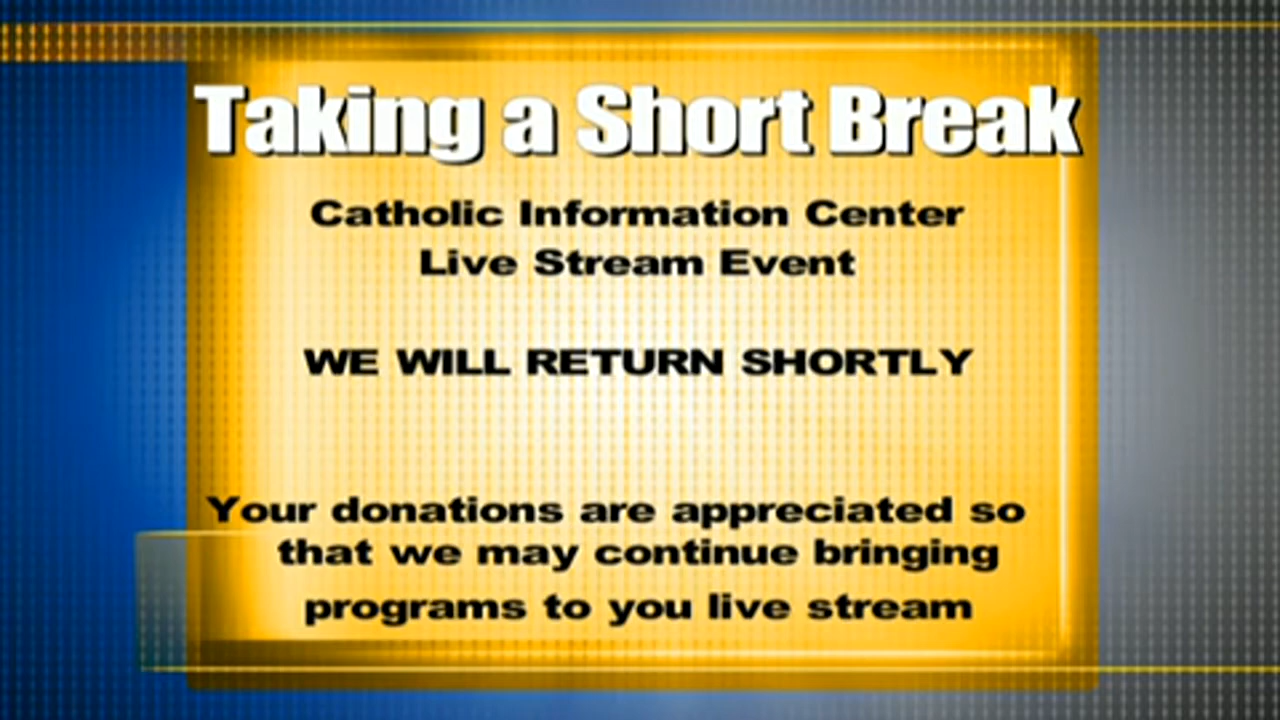 Taking a Short Break
Catholic Information Center
Live Stream Event
WE WILL RETURN SHORTLY
Your donations are appreciated so
that we may continue bringing
programs to you live stream